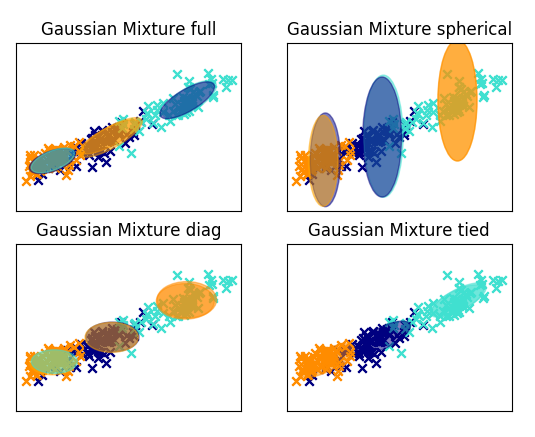 Gaussian Mixture full
Gaussian Mixture spherical
Gaussian Mixture diag
Gaussian Mixture tied